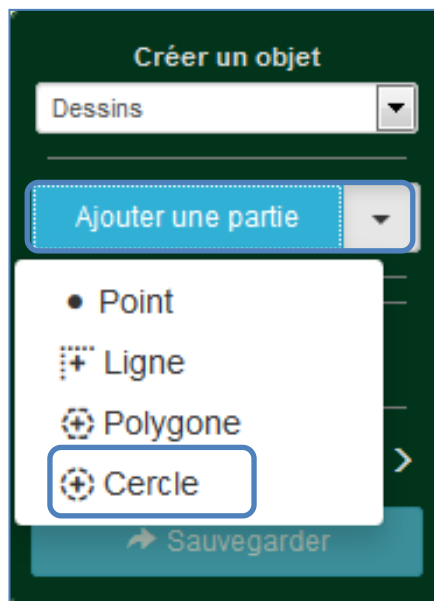 Créer un objet
Dessins
Ajouter une partie
Point
Ligne
Polygone
Cercle
Sauvegarder